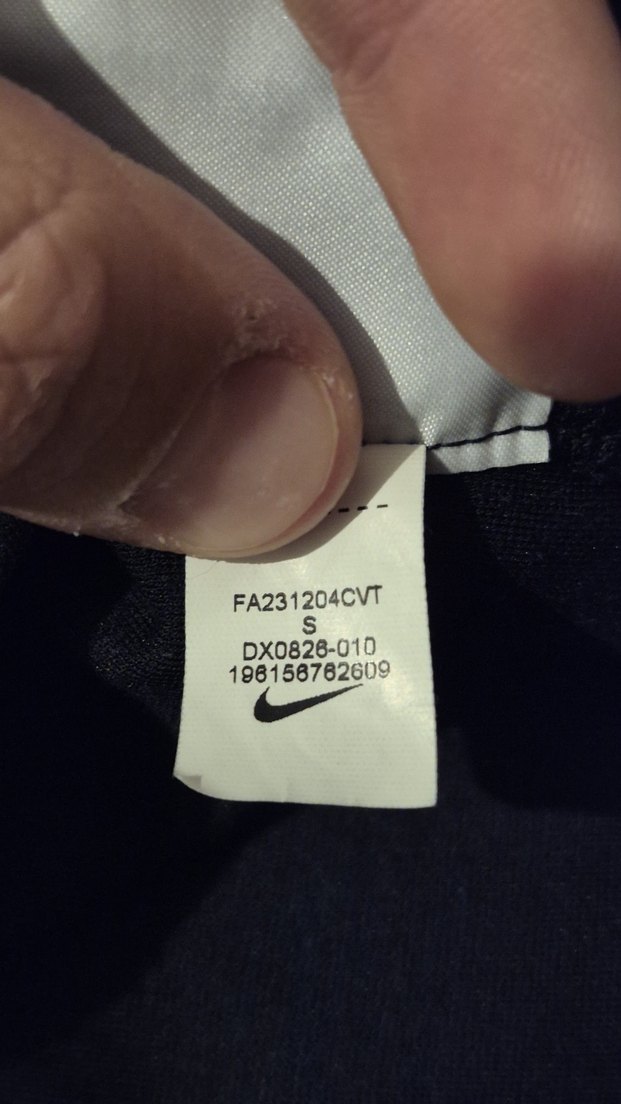 ----
FA231204CVT
S
DX0826-010
196156762609